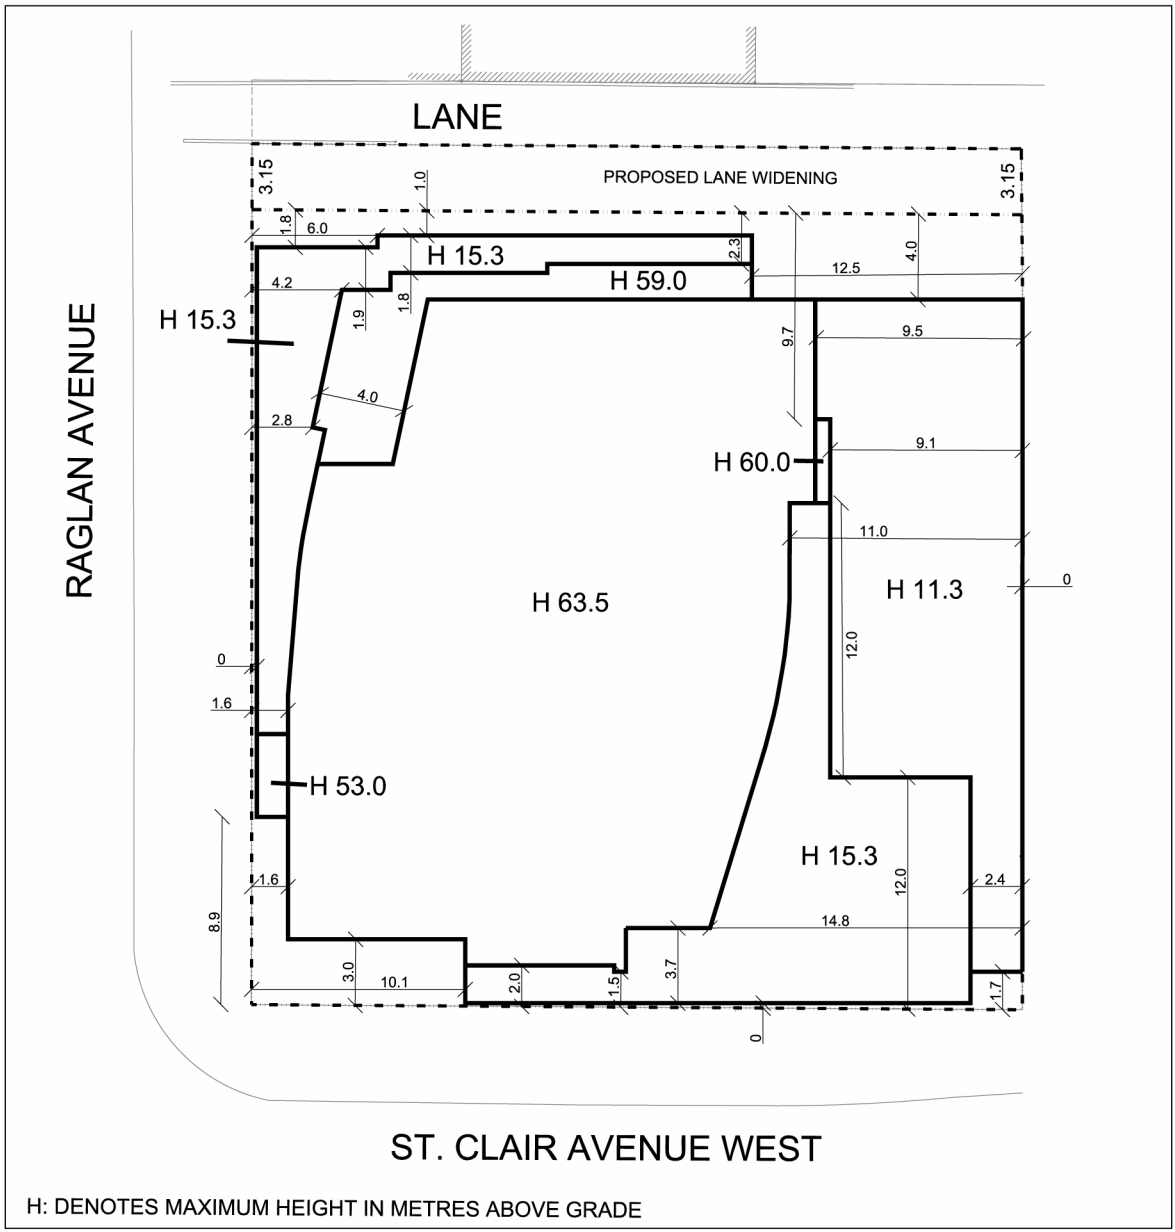 LANE
3.15
PROPOSED LANE WIDENING
3.15
1.0
1.8
6.0
H 15.3
2.3
4.0
4.2
H 59.0
12.5
1.9
1.8
H 15.3
9.7
9.5
4.0
2.8
RAGLAN AVENUE
H 60.0
9.1
11.0
0
H 63.5
H 11.3
12.0
0
1.6
H 53.0
H 15.3
1.6
12.0
2.4
8.9
14.8
3.0
10.1
2.0
1.5
3.7
1.7
0
ST. CLAIR AVENUE WEST
H: DENOTES MAXIMUM HEIGHT IN METRES ABOVE GRADE